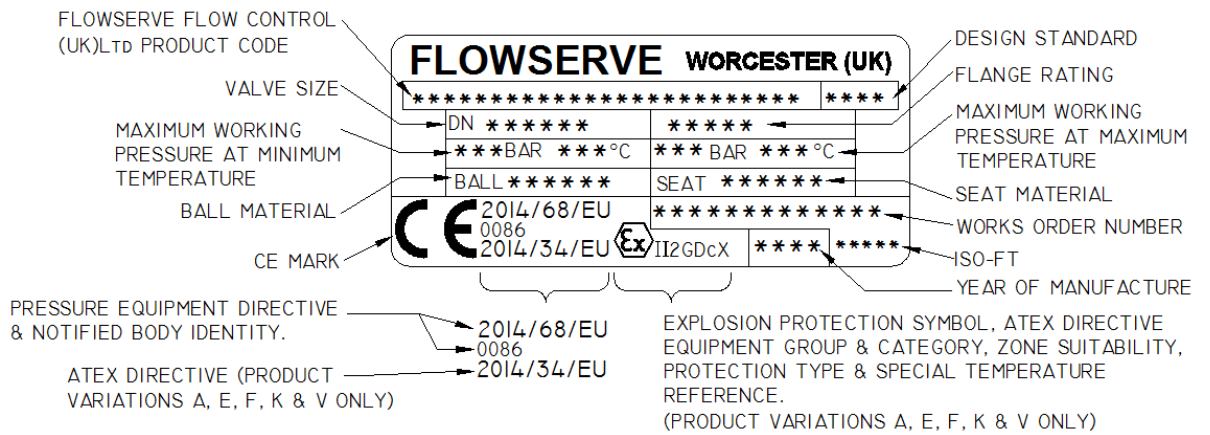 FLOWSERVE FLOW CONTROL
(UK)LTD PRODUCT CODE
VALVE SIZE
MAXIMUM WORKING
PRESSURE AT MINIMUM
TEMPERATURE
BALL MATERIAL
CE MARK
FLOWSERVE WORCESTER (UK)
************************* ****
DN ****** *****
***BAR ***°C *** BAR ***°C
BALL ****** SEAT ******
CE 2014/68/EU *************
0086
2014/34/EU Ex II2GDcX **** *****
DESIGN STANDARD
FLANGE RATING
MAXIMUM WORKING
PRESSURE AT MAXIMUM
TEMPERATURE
SEAT MATERIAL
WORKS ORDER NUMBER
ISO-FT
YEAR OF MANUFACTURE
PRESSURE EQUIPMENT DIRECTIVE
& NOTIFIED BODY IDENTITY.
ATEX DIRECTIVE (PRODUCT
VARIATIONS A, E, F, K & V ONLY)
2014/68/EU
0086
2014/34/EU
EXPLOSION PROTECTION SYMBOL, ATEX DIRECTIVE
EQUIPMENT GROUP & CATEGORY, ZONE SUITABILITY,
PROTECTION TYPE & SPECIAL TEMPERATURE
REFERENCE.
(PRODUCT VARIATIONS A, E, F, K & V ONLY)